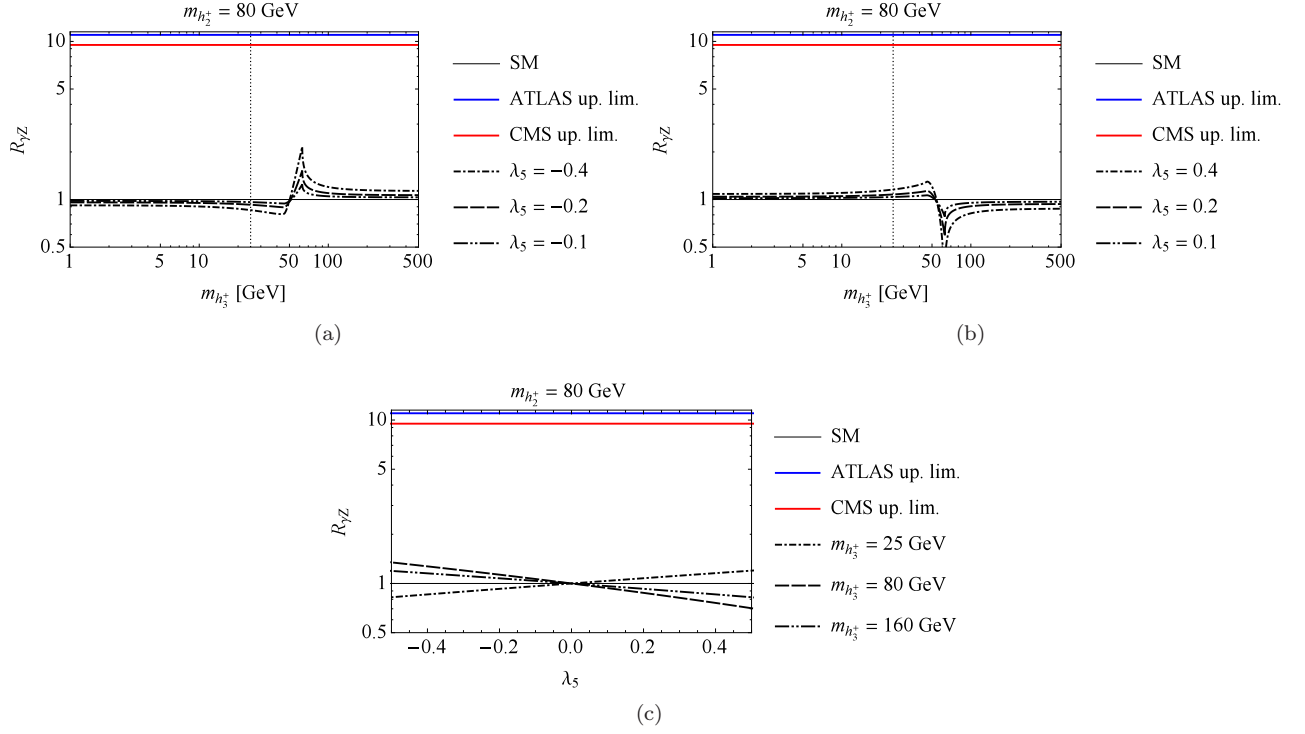 m_{h_2^+} = 80 GeV
10
5
1
0.5
R_{γZ}
1
5
10
50
100
500
m_{h_3^+} [GeV]
SM
ATLAS up. lim.
CMS up. lim.
λ_5 = −0.4
λ_5 = −0.2
λ_5 = −0.1
(a)
m_{h_2^+} = 80 GeV
10
5
1
0.5
R_{γZ}
1
5
10
50
100
500
m_{h_3^+} [GeV]
SM
ATLAS up. lim.
CMS up. lim.
λ_5 = 0.4
λ_5 = 0.2
λ_5 = 0.1
(b)
m_{h_2^+} = 80 GeV
10
5
1
0.5
R_{γZ}
−0.4
−0.2
0.0
0.2
0.4
λ_5
SM
ATLAS up. lim.
CMS up. lim.
m_{h_3^+} = 25 GeV
m_{h_3^+} = 80 GeV
m_{h_3^+} = 160 GeV
(c)